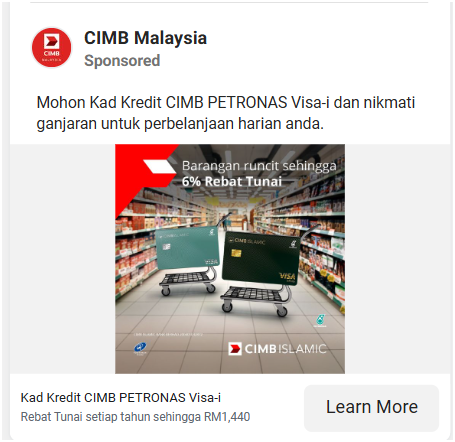 CIMB Malaysia
Sponsored
CIMB
MALAYSIA
Mohon Kad Kredit CIMB PETRONAS Visa-i dan nikmati
ganjaran untuk perbelanjaan harian anda.
Barangan runcit sehingga
6% Rebat Tunai
CIMB ISLAMIC
VISA
CIMB ISLAMIC
VISA
CIMB ISLAMIC
Kad Kredit CIMB PETRONAS Visa-i
Rebat Tunai setiap tahun sehingga RM1,440
Learn More